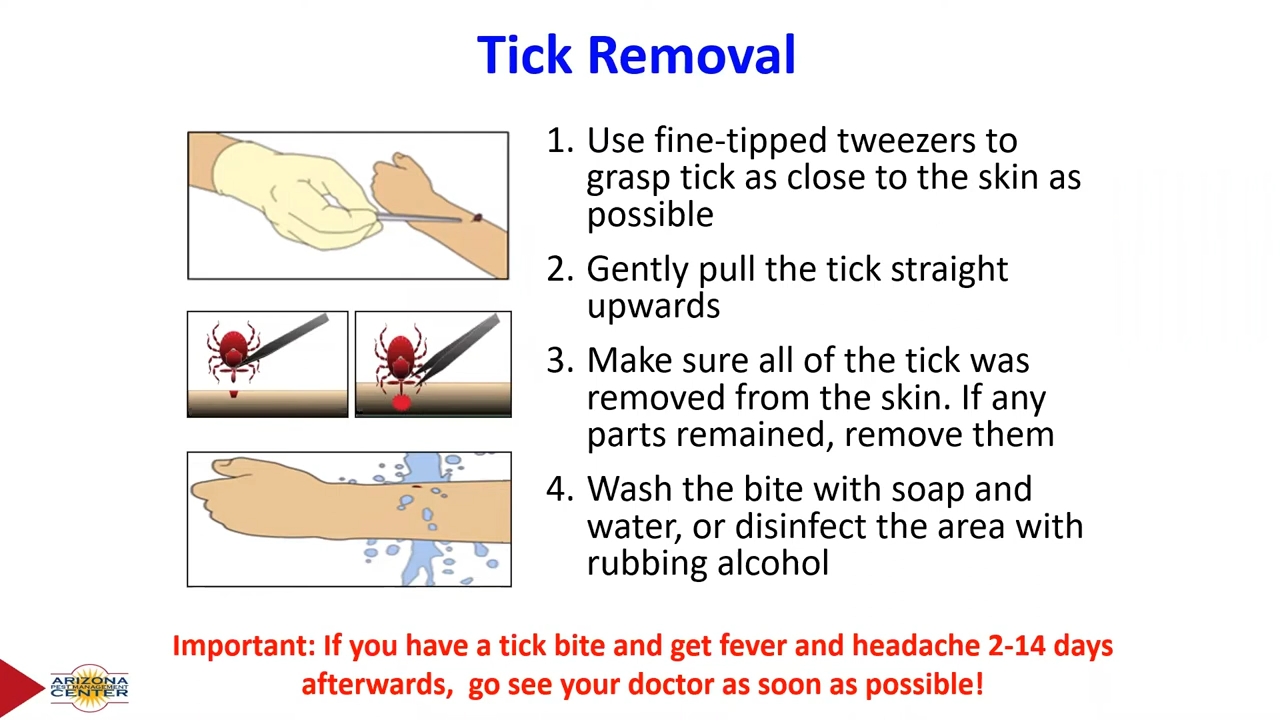 Tick Removal
1. Use fine-tipped tweezers to
grasp tick as close to the skin as
possible
2. Gently pull the tick straight
upwards
3. Make sure all of the tick was
removed from the skin. If any
parts remained, remove them
4. Wash the bite with soap and
water, or disinfect the area with
rubbing alcohol
Important: If you have a tick bite and get fever and headache 2-14 days
afterwards,  go see your doctor as soon as possible!
ARIZONA
PEST MANAGEMENT
CENTER